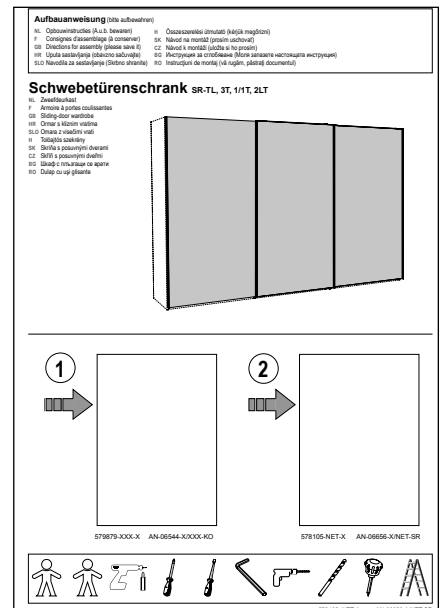 Aufbauanweisung (bitte aufbewahren)
NL Opbouwinstructies (A.u.b. bewaren)
F Consignes d'assemblage (à conserver)
GB Directions for assembly (please save it)
HR Uputa sastavljanja (obavzno sačuvajte)
SLO Navodila za sestavljanje (Skrbno shranite)
H Összeszerelési útmutató (kérjük megőrizni)
SK Návod na montáž (prosím uschovať)
CZ Návod k montáži (uložte si ho prosím)
BG Инструкция за сглобяване (Моля запазете настоящата инструкция)
RO Instrucţiuni de montaj (vă rugăm, păstraţi documentul)
Schwebetürenschrank SR-TL, 3T, 1/1T, 2LT
NL Zweefdeurkast
F Armoire à portes coulissantes
GB Sliding-door wardrobe
HR Ormar s kliznim vratima
SLO Omara z visečimi vrati
H Tolóajtós szekrény
SK Skriňa s posuvnými dverami
CZ Skříň s posuvnými dveřmi
BG Шкаф с плъзгащи се врати
RO Dulap cu uşi glisante
1
2
579879-XXX-X AN-06544-X/XXX-KO
578105-NET-X AN-06656-X/NET-SR